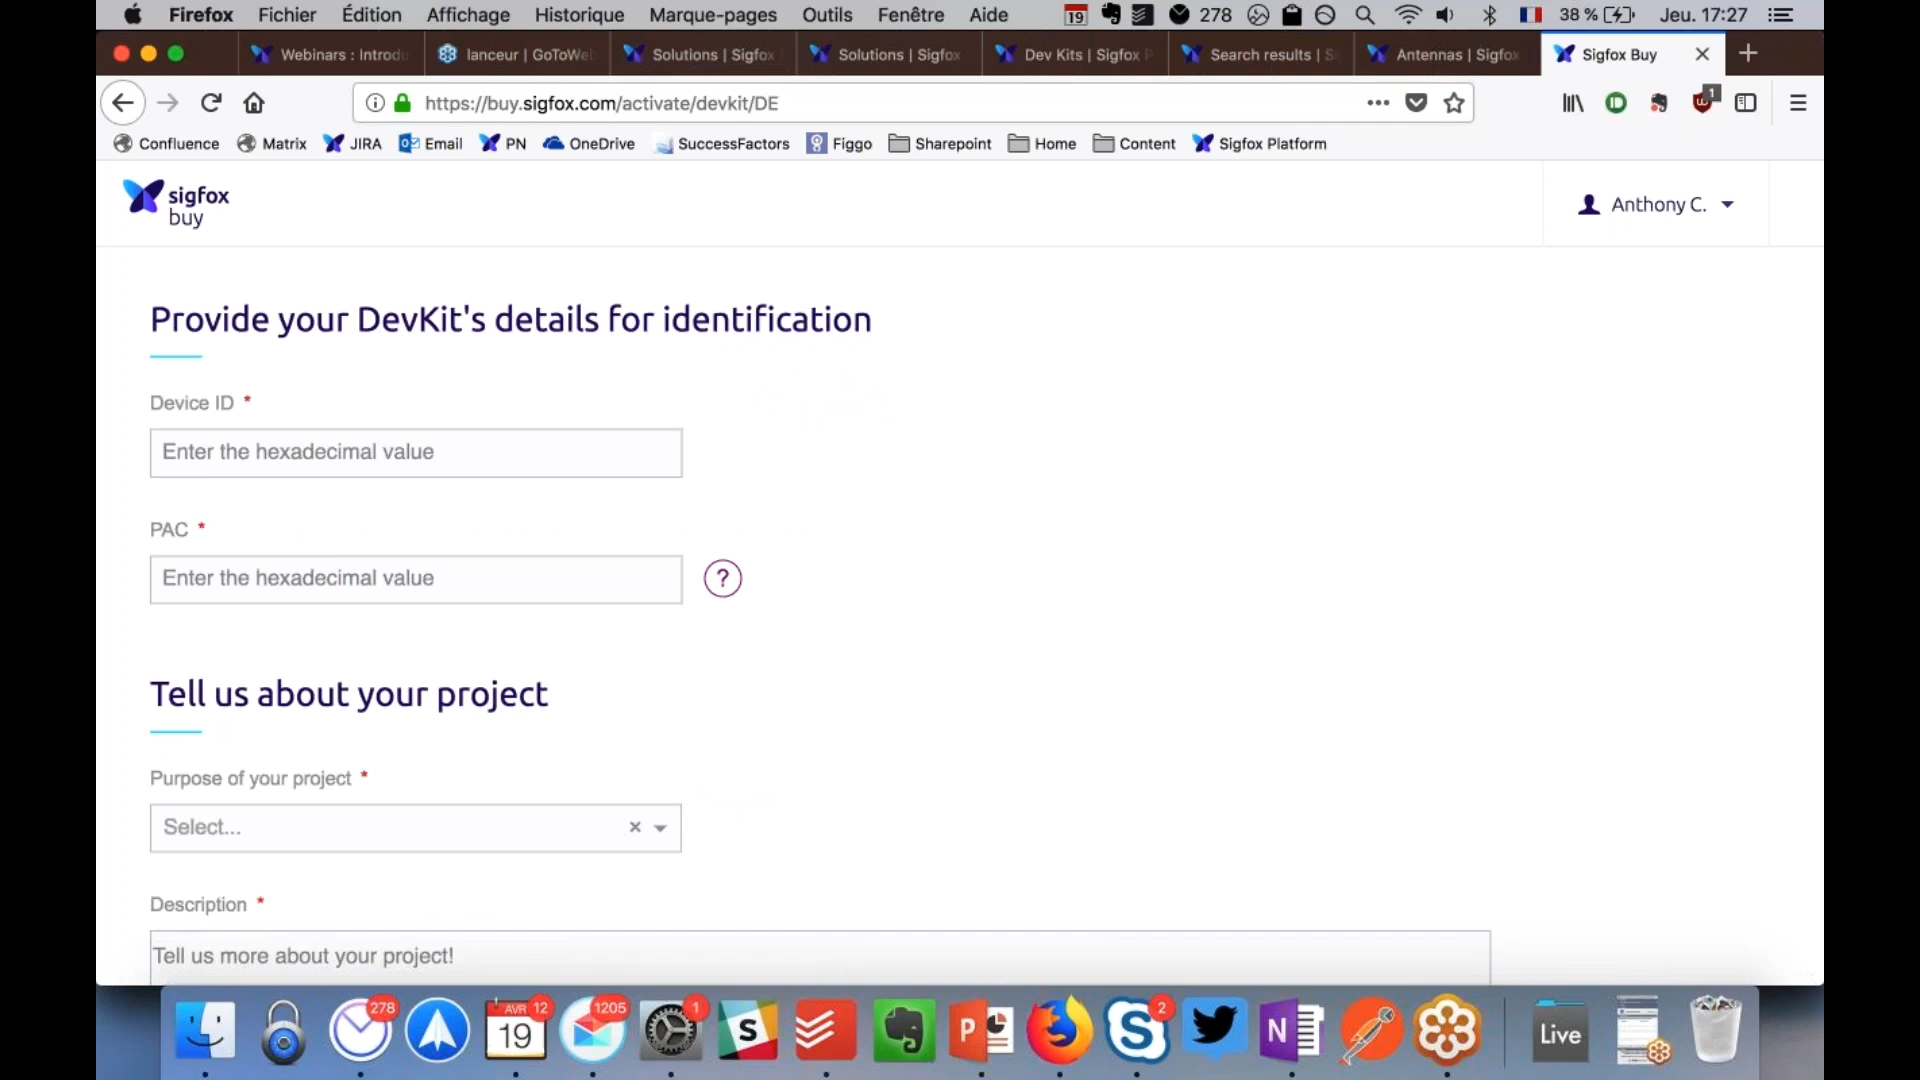 Firefox Fichier Édition Affichage Historique Marque-pages Outils Fenêtre Aide 19 278 38 % Jeu. 17:27
Webinars : Introdu
lanceur | GoToWe
Solutions | Sigfox
Solutions | Sigfox
Dev Kits | Sigfox P
Search results | S
Antennas | Sigfox
Sigfox Buy
https://buy.sigfox.com/activate/devkit/DE
1
Confluence Matrix JIRA Email PN OneDrive SuccessFactors Figgo Sharepoint Home Content Sigfox Platform
sigfox
buy
Anthony C.
Provide your DevKit's details for identification
Device ID *
Enter the hexadecimal value
PAC *
Enter the hexadecimal value
?
Tell us about your project
Purpose of your project *
Select...
Description *
Tell us more about your project!
278 AVR 12 1205 1 2
19 S P S N Live